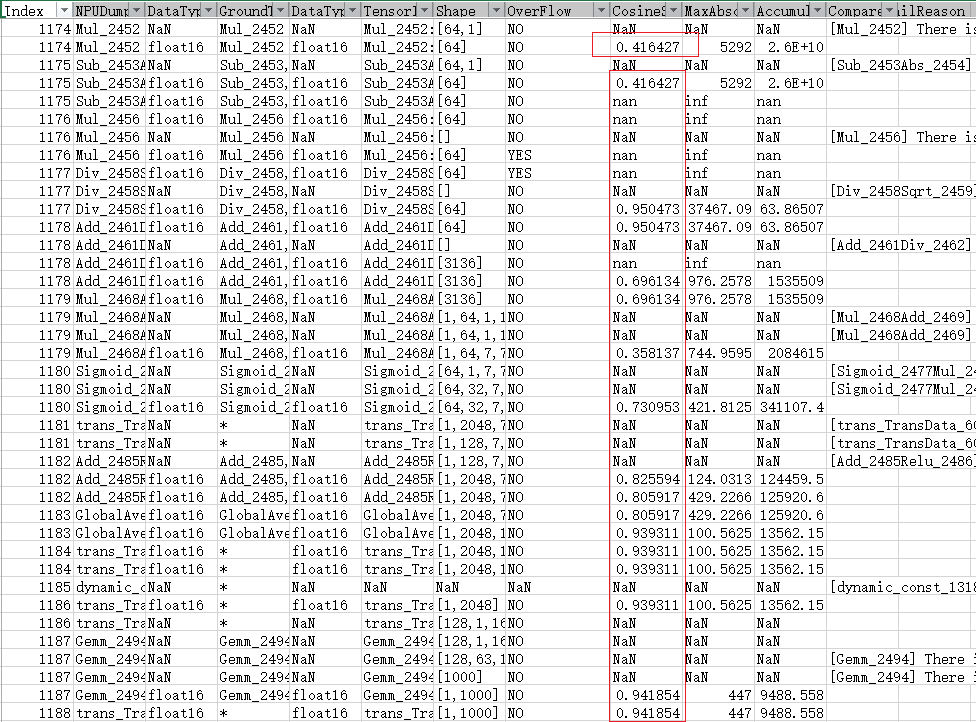 Index NPUDump DataTyp GroundT DataTyp TensorI Shape OverFlow CosineS MaxAbsc Accumul Compare ilReason
1174 Mul_2452 NaN Mul_2452 NaN Mul_2452: [64,1] NO NaN NaN NaN [Mul_2452] There is
1174 Mul_2452 float16 Mul_2452 float16 Mul_2452: [64] NO 0.416427 5292 2.6E+10
1175 Sub_2453A NaN Sub_2453, NaN Sub_2453A [64,1] NO NaN NaN NaN [Sub_2453Abs_2454]
1175 Sub_2453A float16 Sub_2453, float16 Sub_2453A [64] NO 0.416427 5292 2.6E+10
1175 Sub_2453A float16 Sub_2453, float16 Sub_2453A [64] NO nan inf nan
1176 Mul_2456 float16 Mul_2456 float16 Mul_2456: [64] NO nan inf nan
1176 Mul_2456 NaN Mul_2456 NaN Mul_2456: [] NO NaN NaN NaN [Mul_2456] There is
1176 Mul_2456 float16 Mul_2456 float16 Mul_2456: [64] YES nan inf nan
1177 Div_2458S float16 Div_2458, float16 Div_2458S [64] YES nan inf nan
1177 Div_2458S NaN Div_2458, NaN Div_2458S [] NO NaN NaN NaN [Div_2458Sqrt_2459]
1177 Div_2458S float16 Div_2458, float16 Div_2458S [64] NO 0.950473 37467.09 63.86507
1178 Add_2461D float16 Add_2461, float16 Add_2461D [64] NO 0.950473 37467.09 63.86507
1178 Add_2461D NaN Add_2461, NaN Add_2461D [] NO NaN NaN NaN [Add_2461Div_2462]
1178 Add_2461D float16 Add_2461, float16 Add_2461D [3136] NO nan inf nan
1178 Add_2461D float16 Add_2461, float16 Add_2461D [3136] NO 0.696134 976.2578 1535509
1179 Mul_2468A float16 Mul_2468, float16 Mul_2468A [3136] NO 0.696134 976.2578 1535509
1179 Mul_2468A NaN Mul_2468, NaN Mul_2468A [1,64,1,1 NO NaN NaN NaN [Mul_2468Add_2469]
1179 Mul_2468A NaN Mul_2468, NaN Mul_2468A [1,64,1,1 NO NaN NaN NaN [Mul_2468Add_2469]
1179 Mul_2468A float16 Mul_2468, float16 Mul_2468A [1,64,7,7 NO 0.358137 744.9595 2084615
1180 Sigmoid_2 NaN Sigmoid_2 NaN Sigmoid_2 [64,1,7,7 NO NaN NaN NaN [Sigmoid_2477Mul_24
1180 Sigmoid_2 NaN Sigmoid_2 NaN Sigmoid_2 [64,32,7, NO NaN NaN NaN [Sigmoid_2477Mul_24
1180 Sigmoid_2 float16 Sigmoid_2 float16 Sigmoid_2 [64,32,7, NO 0.730953 421.8125 341107.4
1181 trans_Tra NaN * NaN trans_Tra [1,2048,7 NO NaN NaN NaN [trans_TransData_60
1181 trans_Tra NaN * NaN trans_Tra [1,128,7, NO NaN NaN NaN [trans_TransData_60
1182 Add_2485R NaN Add_2485, NaN Add_2485R [1,128,7, NO NaN NaN NaN [Add_2485Relu_2486]
1182 Add_2485R float16 Add_2485, float16 Add_2485R [1,2048,7 NO 0.825594 124.0313 124459.5
1182 Add_2485R float16 Add_2485, float16 Add_2485R [1,2048,7 NO 0.805917 429.2266 125920.6
1183 GlobalAve float16 GlobalAve float16 GlobalAve [1,2048,7 NO 0.805917 429.2266 125920.6
1183 GlobalAve float16 GlobalAve float16 GlobalAve [1,2048,1 NO 0.939311 100.5625 13562.15
1184 trans_Tra float16 * float16 trans_Tra [1,2048,1 NO 0.939311 100.5625 13562.15
1184 trans_Tra float16 * float16 trans_Tra [1,2048,1 NO 0.939311 100.5625 13562.15
1185 dynamic_c NaN * NaN NaN NaN NaN NaN NaN NaN [dynamic_const_1318
1186 trans_Tra float16 * float16 trans_Tra [1,2048] NO 0.939311 100.5625 13562.15
1186 trans_Tra NaN * NaN trans_Tra [128,1,16 NO NaN NaN NaN
1187 Gemm_2494 NaN Gemm_2494 NaN Gemm_2494 [128,1,16 NO NaN NaN NaN
1187 Gemm_2494 NaN Gemm_2494 NaN Gemm_2494 [128,63,1 NO NaN NaN NaN [Gemm_2494] There i
1187 Gemm_2494 NaN Gemm_2494 NaN Gemm_2494 [1000] NO NaN NaN NaN [Gemm_2494] There i
1187 Gemm_2494 float16 Gemm_2494 float16 Gemm_2494 [1,1000] NO 0.941854 447 9488.558
1188 trans_Tra float16 * float16 trans_Tra [1,1000] NO 0.941854 447 9488.558